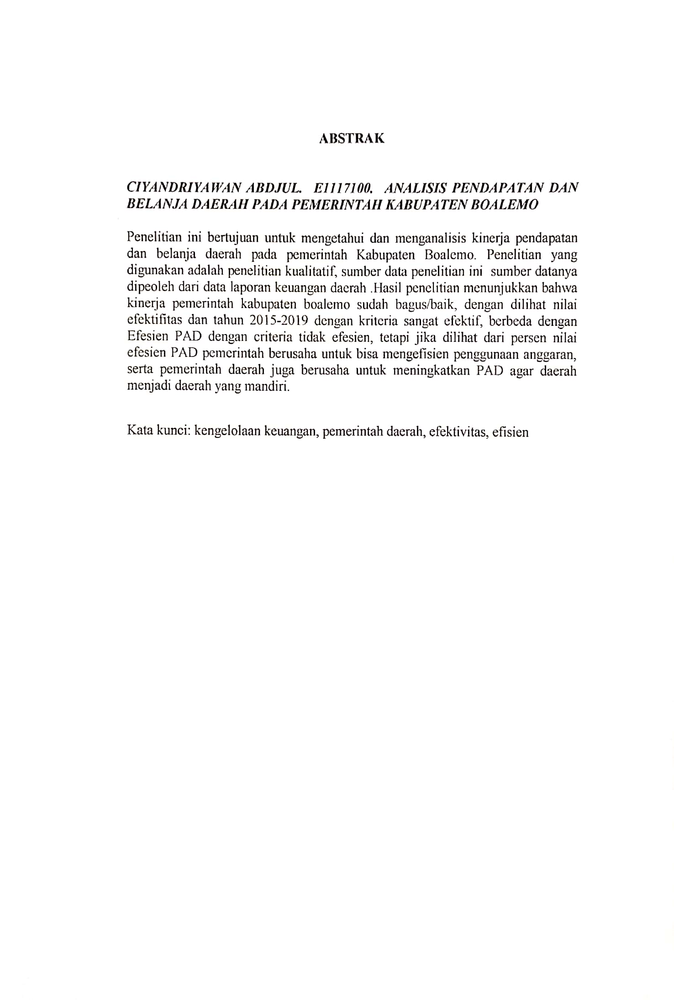 ABSTRAK
CIYANDRIYAWAN ABDJUL. E1117100. ANALISIS PENDAPATAN DAN
BELANJA DAERAH PADA PEMERINTAH KABUPATEN BOALEMO
Penelitian ini bertujuan untuk mengetahui dan menganalisis kinerja pendapatan
dan belanja daerah pada pemerintah Kabupaten Boalemo. Penelitian yang
digunakan adalah penelitian kualitatif, sumber data penelitian ini sumber datanya
dipeoleh dari data laporan keuangan daerah .Hasil penelitian menunjukkan bahwa
kinerja pemerintah kabupaten boalemo sudah bagus/baik, dengan dilihat nilai
efektifitas dan tahun 2015-2019 dengan kriteria sangat efektif, berbeda dengan
Efesien PAD dengan criteria tidak efesien, tetapi jika dilihat dari persen nilai
efesien PAD pemerintah berusaha untuk bisa mengefisien penggunaan anggaran,
serta pemerintah daerah juga berusaha untuk meningkatkan PAD agar daerah
menjadi daerah yang mandiri.
Kata kunci: kengelolaan keuangan, pemerintah daerah, efektivitas, efisien